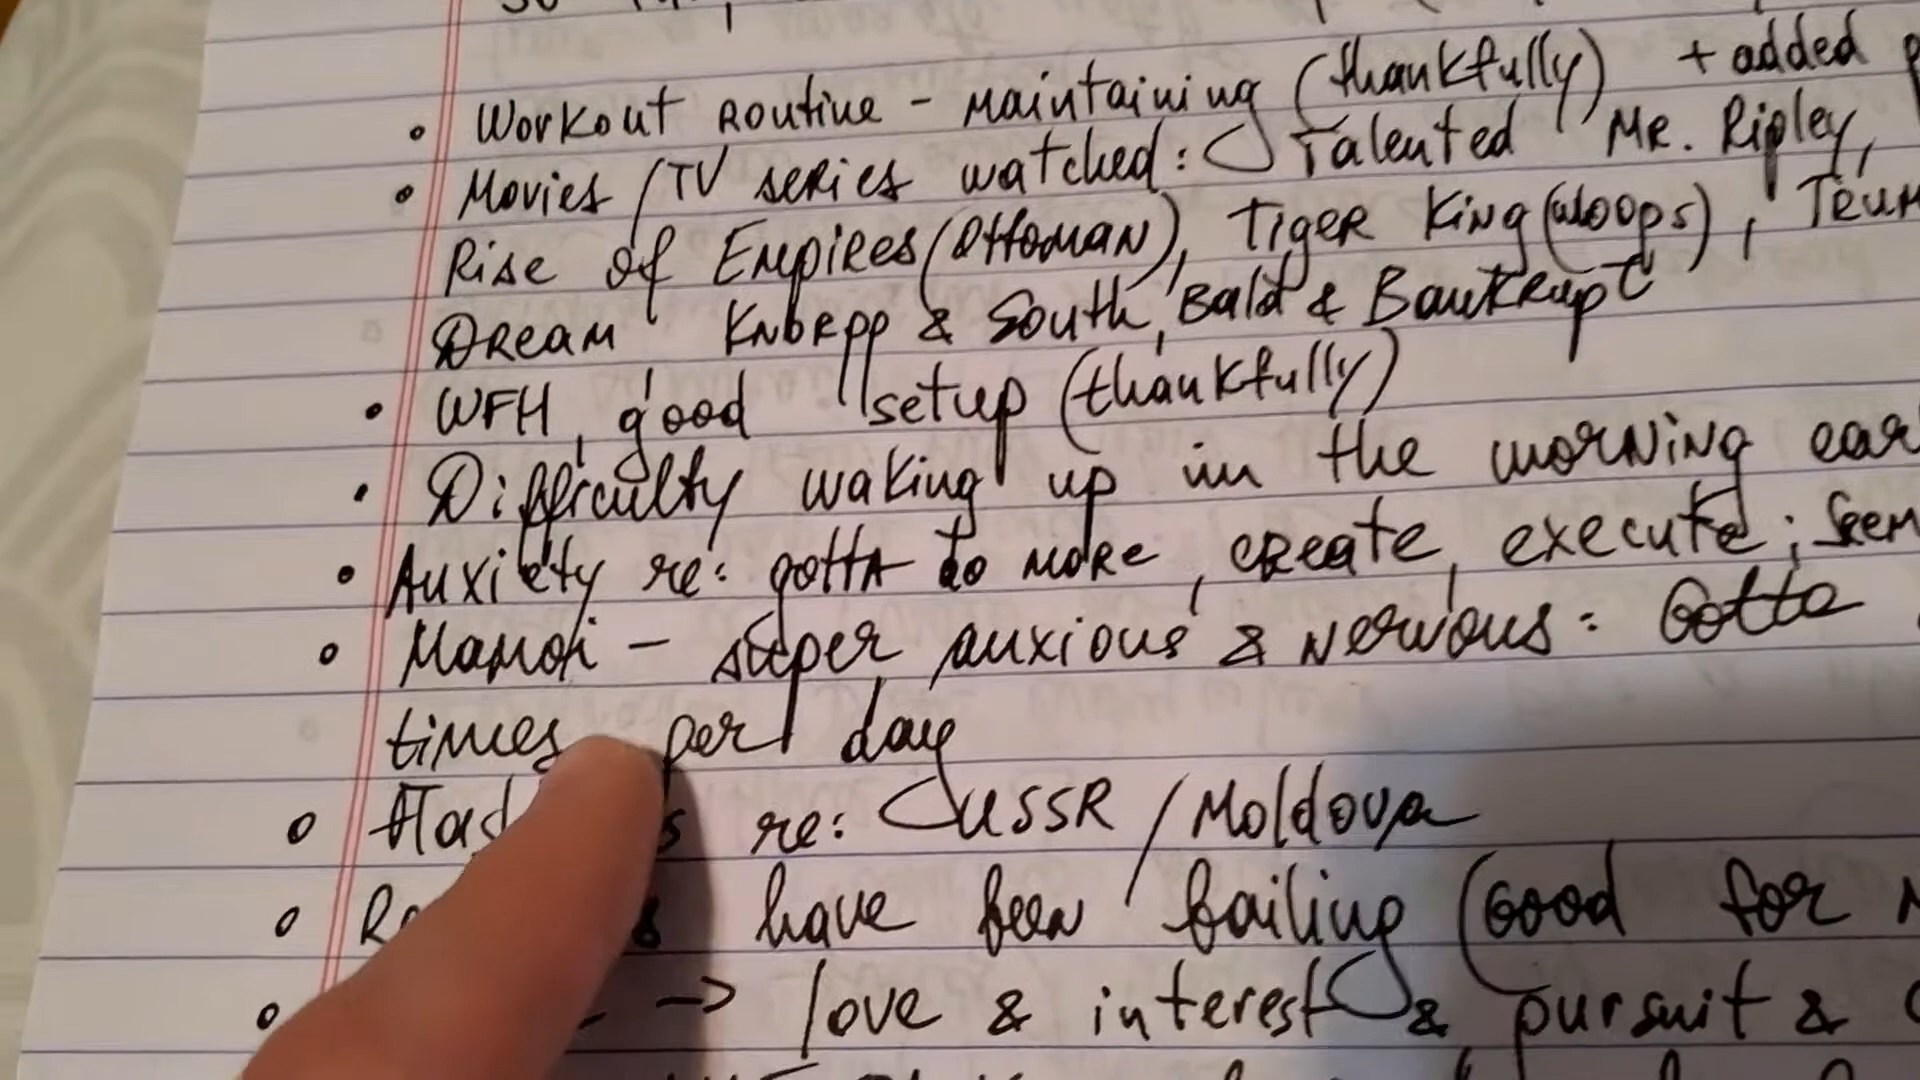 • Workout Routine - maintaining (thankfully) + added
• Movies / TV series watched: Talented Mr. Ripley,
Rise of Empires (Ottoman), Tiger King (woops),
Dream Knorpp & South, Bald & Bankrupt
• WFH, good setup (thankfully)
• Difficulty waking up in the morning
• Anxiety re: gotta do more, create, execute;
• - super anxious & nervous: Gotta
times per day
• re: USSR / Moldova
• have been bailing (Good for
• → love & interest & pursuit &